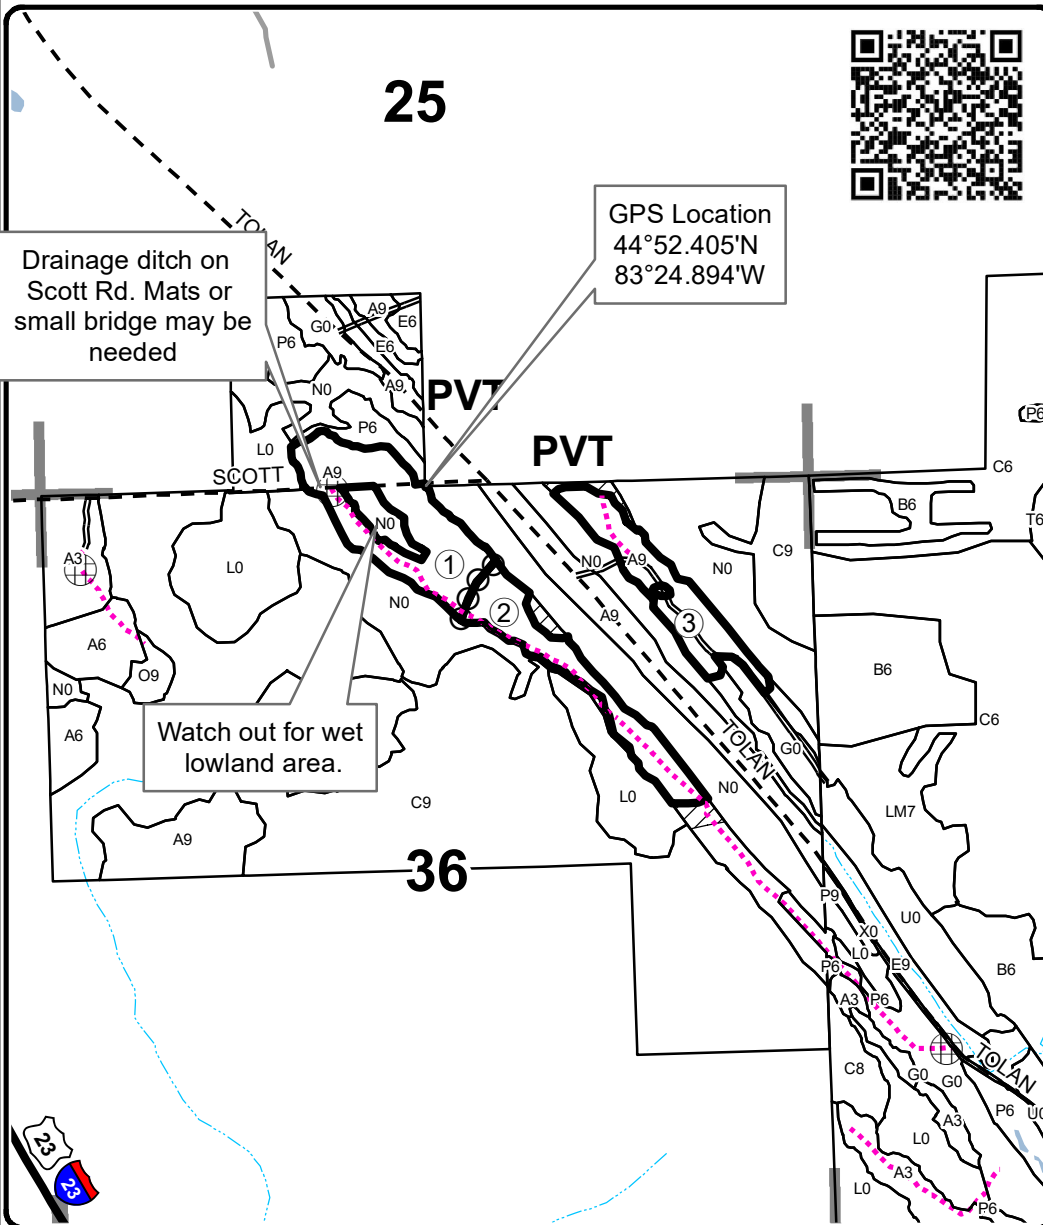 25
TOLAN
GPS Location
44°52.405'N
83°24.894'W
Drainage ditch on
Scott Rd. Mats or
small bridge may be
needed
A9
G0
E6
P6
E6
A9
N0
PVT
P6
PVT
L0
SCOTT
A9
P6
C6
B6
T6
N0
C9
N0
A3
L0
1
N0
A9
N0
2
A9
3
A6
O9
B6
N0
A6
C6
Watch out for wet
lowland area.
TOLAN
G0
N0
L0
C9
LM7
A9
36
P9
U0
X0
L0
E9
P6
B6
A3
P6
TOLAN
C8
G0
G0
A3
P6
U0
L0
A3
L0
P6
23
23